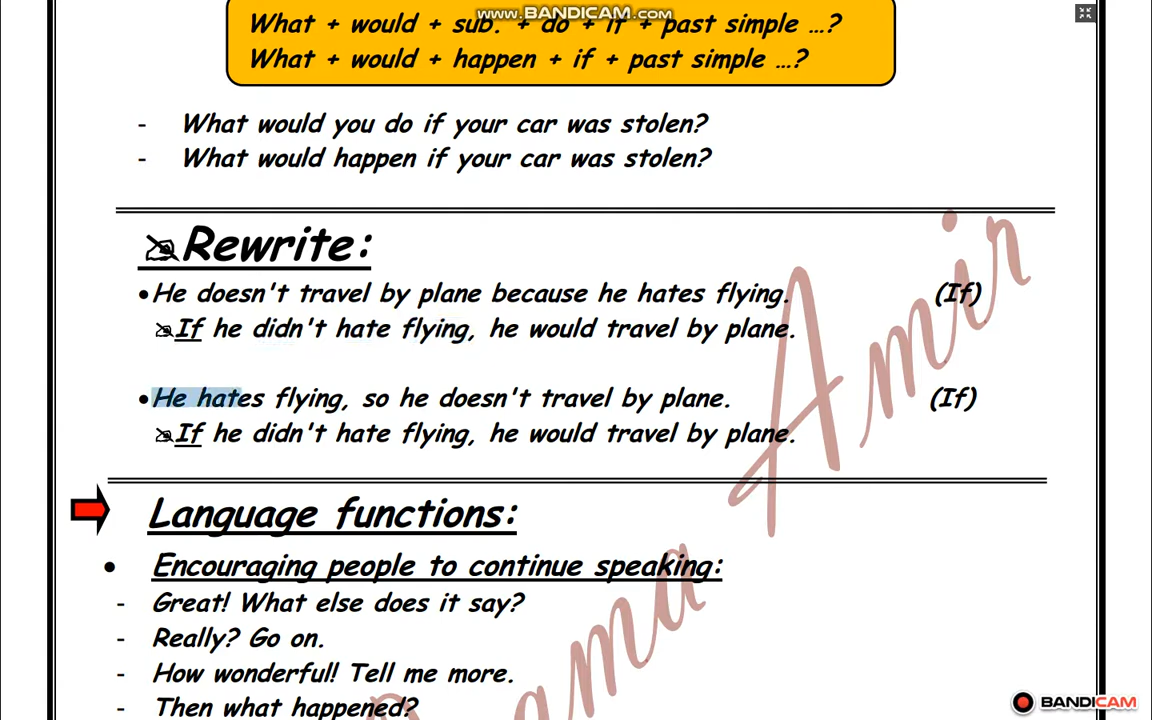 www.BANDICAM.com
What + would + sub. + do + if + past simple ...?
What + would + happen + if + past simple ...?
- What would you do if your car was stolen?
- What would happen if your car was stolen?
Rewrite:
•He doesn't travel by plane because he hates flying. (If)
If he didn't hate flying, he would travel by plane.
•He hates flying, so he doesn't travel by plane. (If)
If he didn't hate flying, he would travel by plane.
Language functions:
• Encouraging people to continue speaking:
- Great! What else does it say?
- Really? Go on.
- How wonderful! Tell me more.
- Then what happened?
Amir
BANDICAM